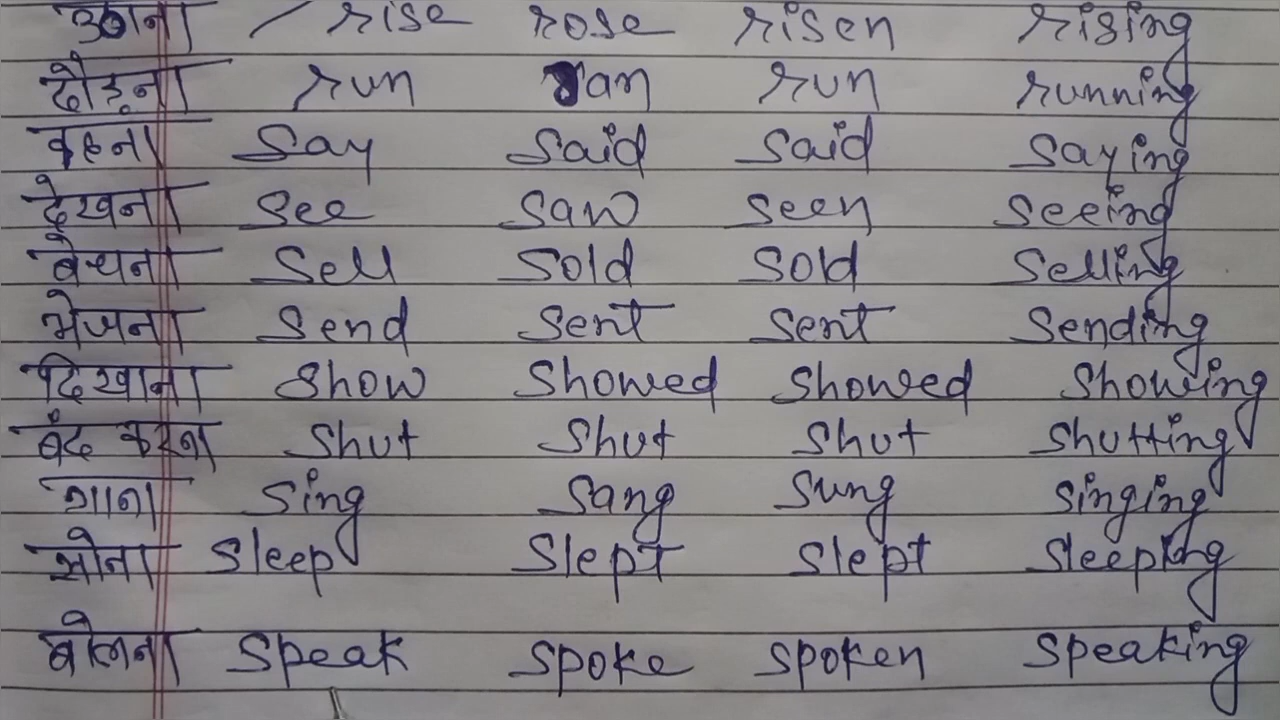 उठाना rise rose risen rising
दौड़ना run ran run running
कहना Say Said Said Saying
देखना See Saw Seen Seeing
बेचना Sell Sold Sold Selling
भेजना Send Sent Sent Sending
दिखाना Show Showed Showed Showing
बंद करना Shut Shut Shut Shutting
गाना Sing Sang Sung Singing
सोना Sleep Slept Slept Sleeping
बोलना Speak Spoke Spoken Speaking